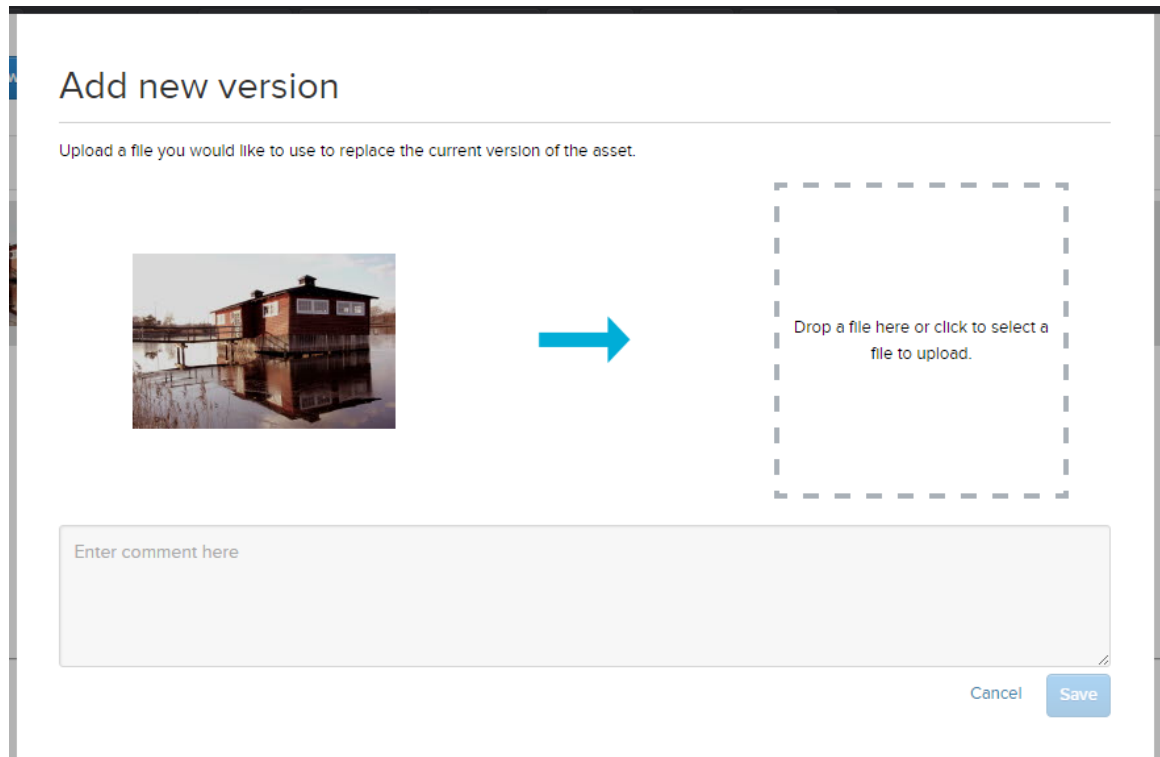 Add new version
Upload a file you would like to use to replace the current version of the asset.
Drop a file here or click to select a
file to upload.
Enter comment here
Cancel
Save